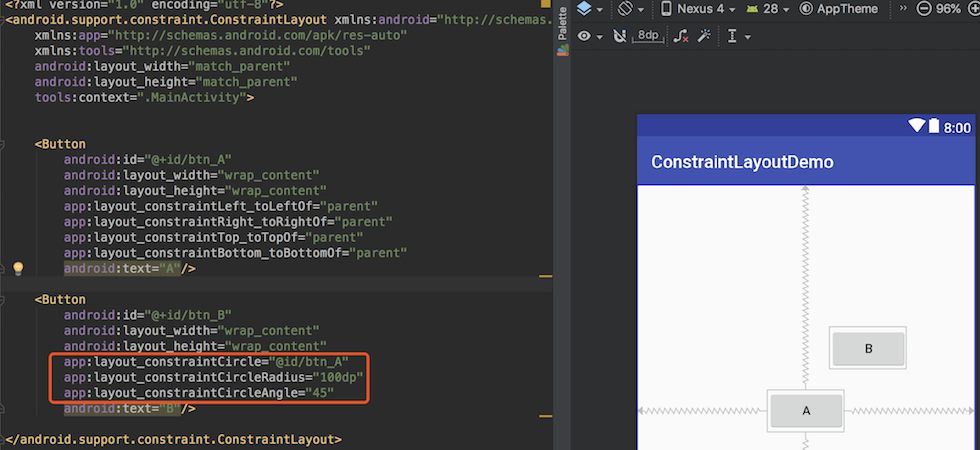 <?xml version="1.0" encoding="utf-8"?>
<android.support.constraint.ConstraintLayout xmlns:android="http://schemas.
xmlns:app="http://schemas.android.com/apk/res-auto"
xmlns:tools="http://schemas.android.com/tools"
android:layout_width="match_parent"
android:layout_height="match_parent"
tools:context=".MainActivity">
<Button
android:id="@+id/btn_A"
android:layout_width="wrap_content"
android:layout_height="wrap_content"
app:layout_constraintLeft_toLeftOf="parent"
app:layout_constraintRight_toRightOf="parent"
app:layout_constraintTop_toTopOf="parent"
app:layout_constraintBottom_toBottomOf="parent"
android:text="A"/>
<Button
android:id="@+id/btn_B"
android:layout_width="wrap_content"
android:layout_height="wrap_content"
app:layout_constraintCircle="@id/btn_A"
app:layout_constraintCircleRadius="100dp"
app:layout_constraintCircleAngle="45"
android:text="B"/>
</android.support.constraint.ConstraintLayout>
Palette
Nexus 4 28 AppTheme » 96%
8dp
8:00
ConstraintLayoutDemo
B
A